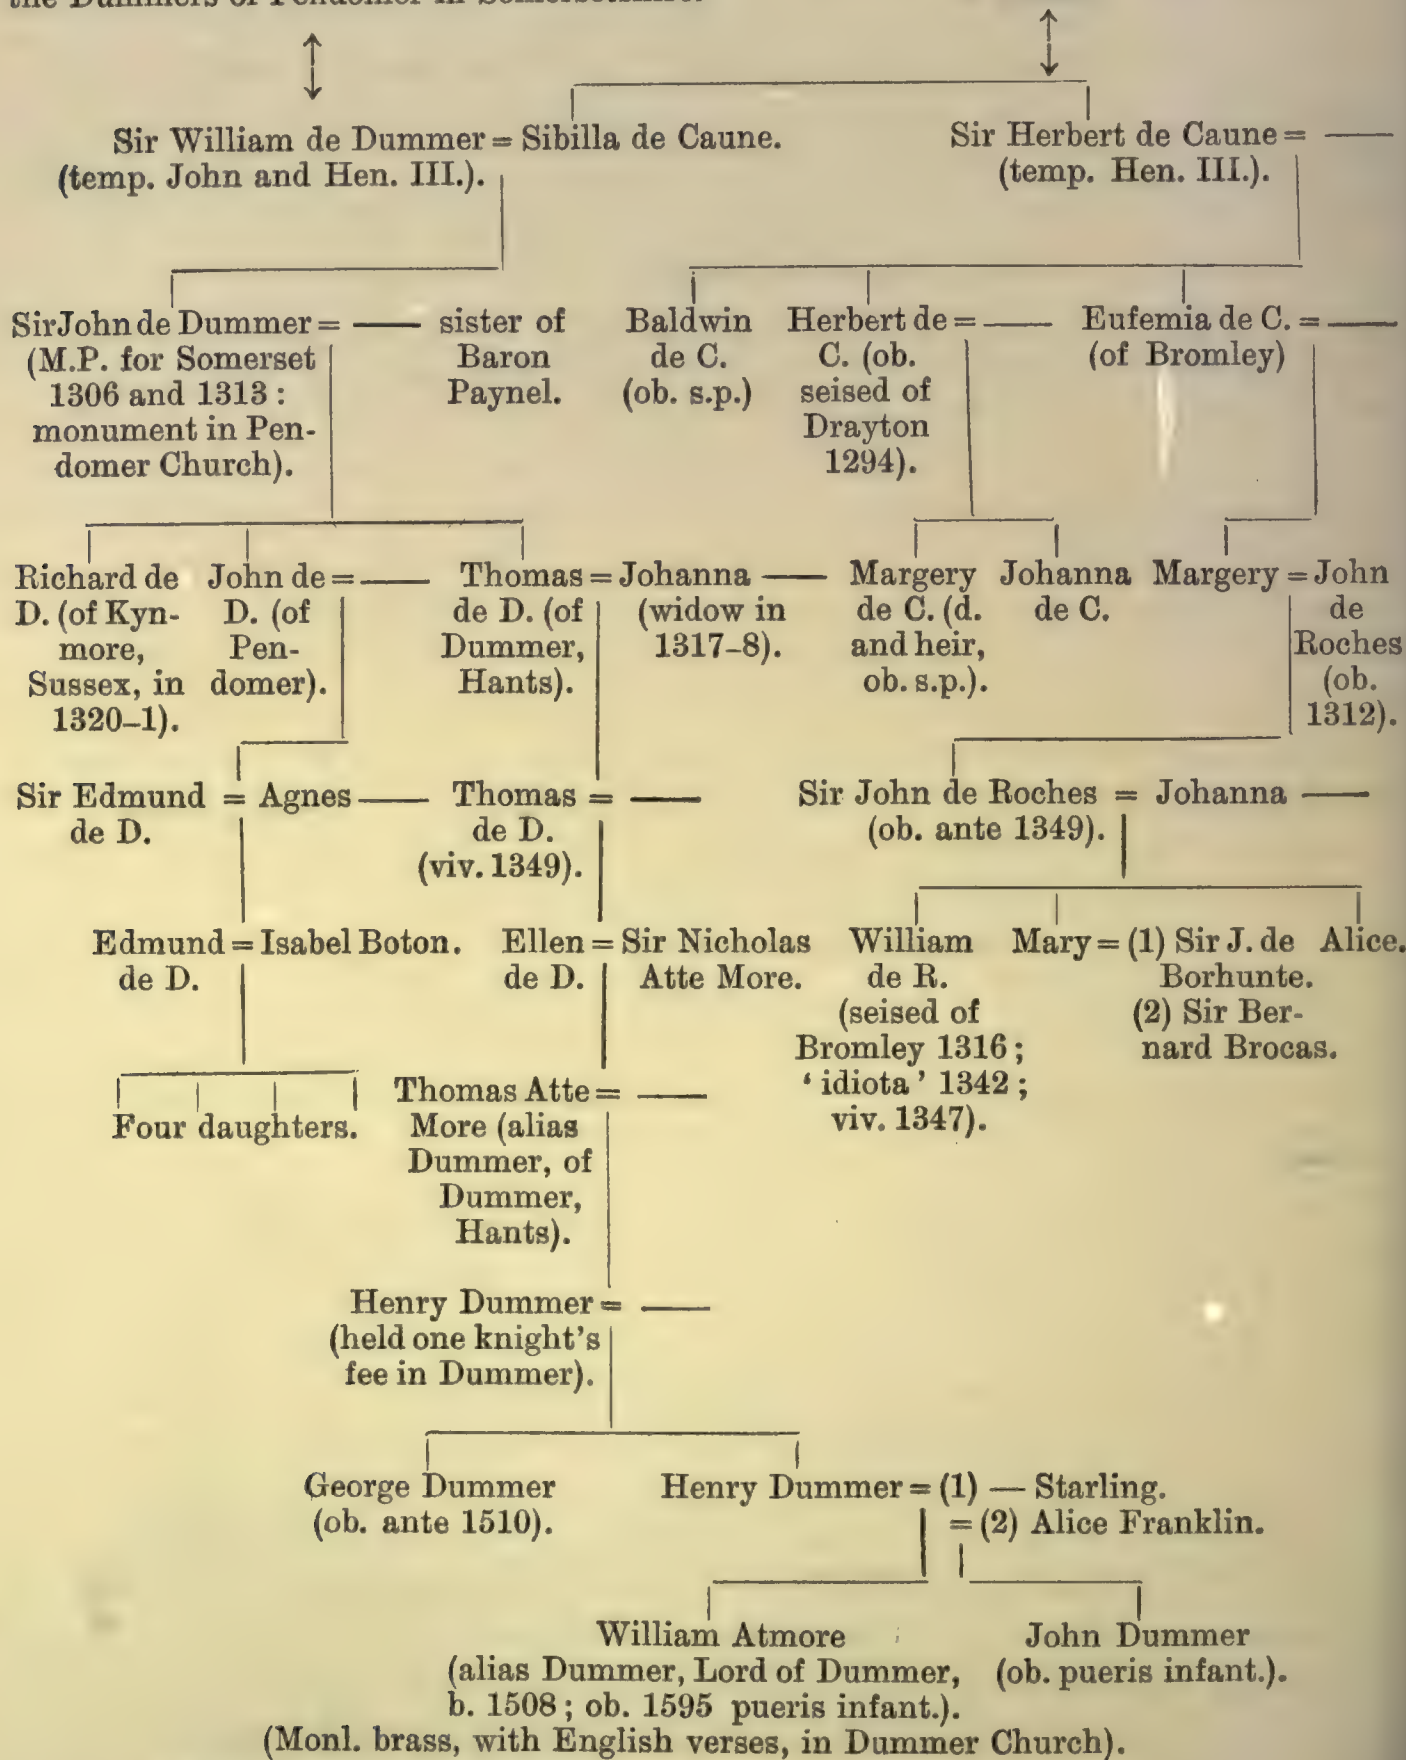 the Dummers of Pendomer in Somersetshire.
Sir William de Dummer = Sibilla de Caune.
(temp. John and Hen. III.).
Sir Herbert de Caune = ——
(temp. Hen. III.).
Sir John de Dummer = —— sister of
(M.P. for Somerset
1306 and 1313 :
monument in Pen-
domer Church).
Baron
Paynel.
Baldwin
de C.
(ob. s.p.)
Herbert de = ——
C. (ob.
seised of
Drayton
1294).
Eufemia de C. = ——
(of Bromley)
Richard de
D. (of Kyn-
more,
Sussex, in
1320–1).
John de = ——
D. (of
Pen-
domer).
Thomas = Johanna ——
de D. (of
Dummer,
Hants).
(widow in
1317–8).
Margery
de C. (d.
and heir,
ob. s.p.).
Johanna
de C.
Margery = John
de
Roches
(ob.
1312).
Sir Edmund = Agnes ——
de D.
Thomas = ——
de D.
(viv. 1349).
Sir John de Roches = Johanna ——
(ob. ante 1349).
Edmund = Isabel Boton.
de D.
Ellen = Sir Nicholas
de D. Atte More.
William
de R.
(seised of
Bromley 1316 ;
‘ idiota ’ 1342 ;
viv. 1347).
Mary = (1) Sir J. de
Borhunte.
(2) Sir Ber-
nard Brocas.
Alice.
Four daughters.
Thomas Atte = ——
More (alias
Dummer, of
Dummer,
Hants).
Henry Dummer = ——
(held one knight’s
fee in Dummer).
George Dummer
(ob. ante 1510).
Henry Dummer = (1) — Starling.
= (2) Alice Franklin.
William Atmore
(alias Dummer, Lord of Dummer,
b. 1508 ; ob. 1595 pueris infant.).
John Dummer
(ob. pueris infant.).
(Monl. brass, with English verses, in Dummer Church).